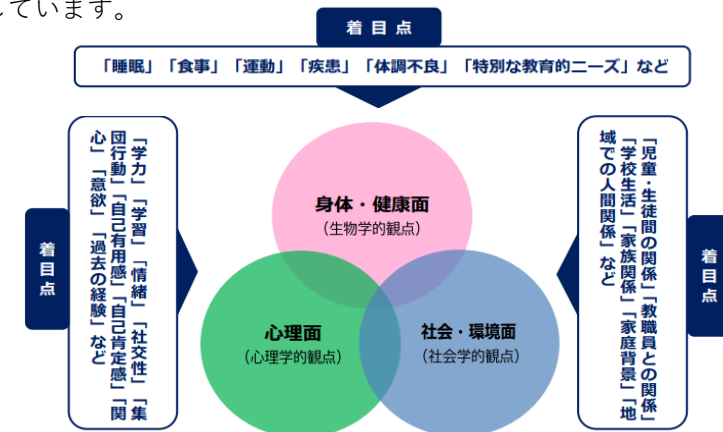 しています。
着目点
「睡眠」「食事」「運動」「疾患」「体調不良」「特別な教育的ニーズ」など
着目点
「学力」「学習」「情緒」「社交性」「集
団行動」「自己有用感」「自己肯定感」「関
心」「意欲」「過去の経験」など
身体・健康面
（生物学的観点）
心理面
（心理学的観点）
社会・環境面
（社会学的観点）
「児童・生徒間の関係」「教職員との関係」
「学校生活」「家族関係」「家庭背景」「地
域での人間関係」など
着目点